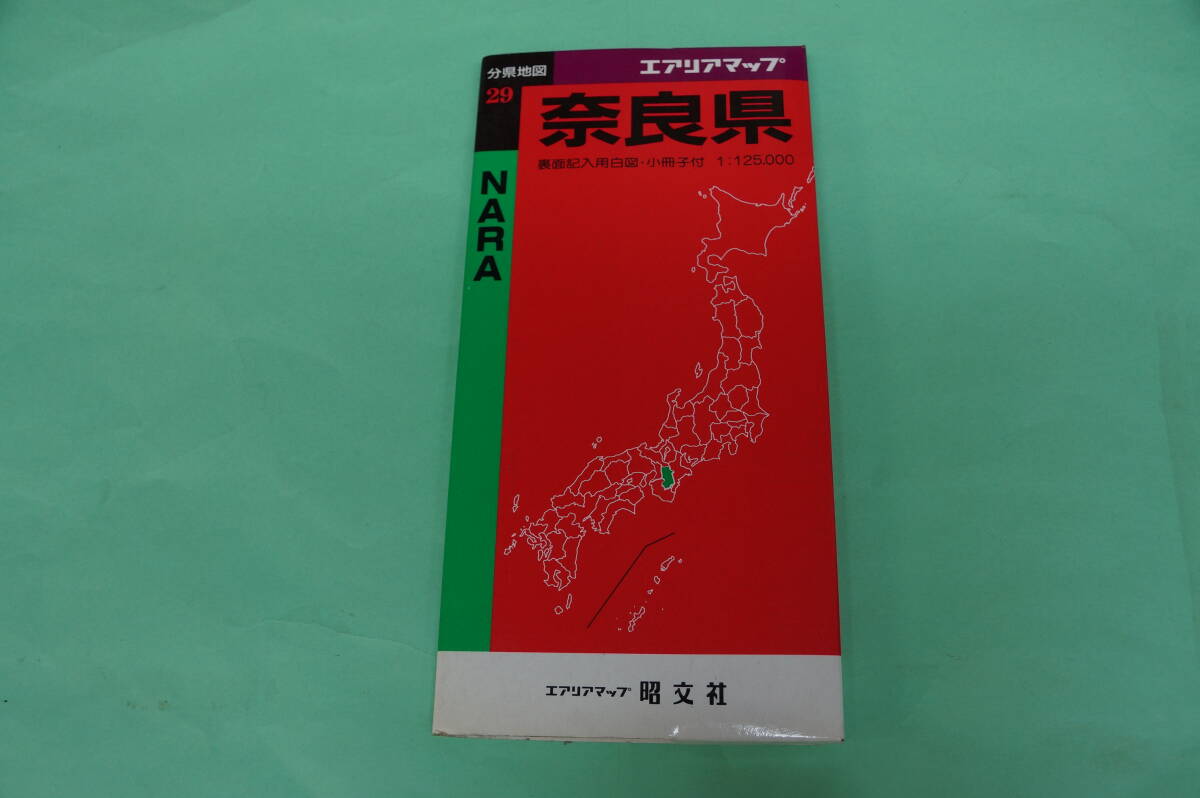 分県地図
29
エアリアマップ
奈良県
裏面記入用白図・小冊子付 1:125,000
NARA
エアリアマップ 昭文社